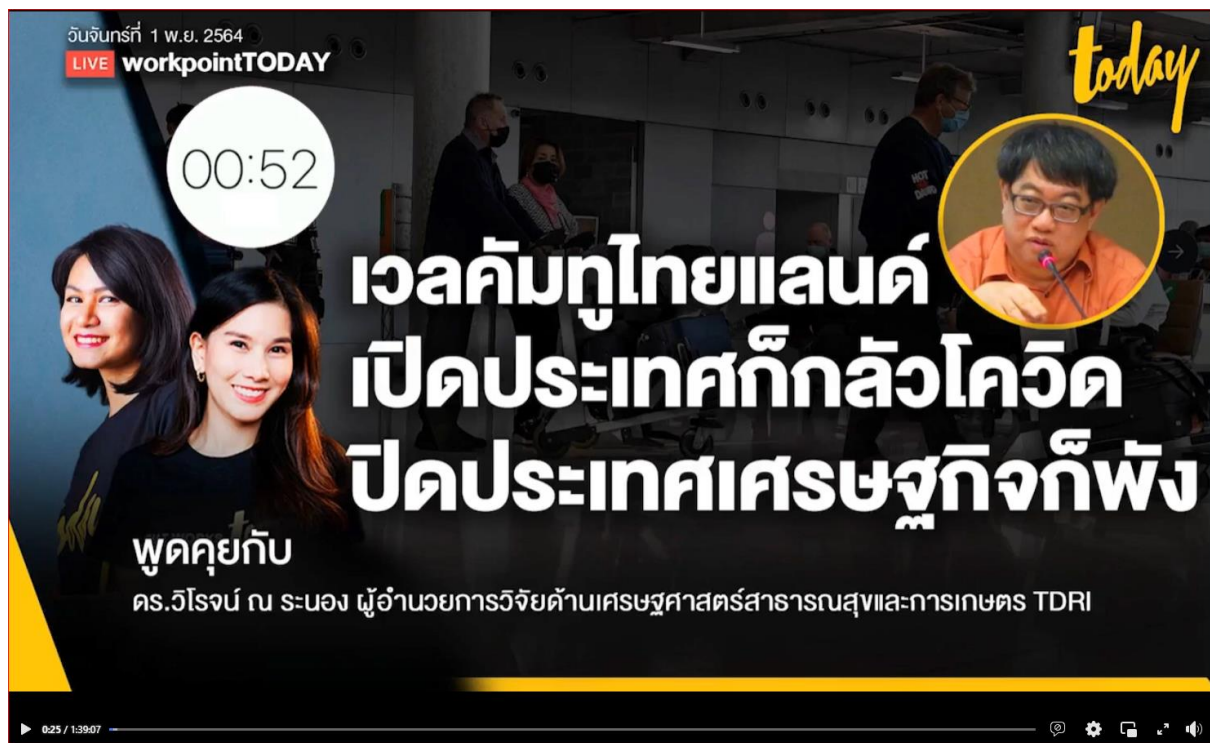 วันจันทร์ที่ 1 พ.ย. 2564
LIVE workpointTODAY
today
00:52
HOT
DAMN
เวลคัมทูไทยแลนด์
เปิดประเทศก็กลัวโควิด
ปิดประเทศเศรษฐกิจก็พัง
พูดคุยกับ
ดร.วิโรจน์ ณ ระนอง ผู้อำนวยการวิจัยด้านเศรษฐศาสตร์สาธารณสุขและการเกษตร TDRI
0:25 / 1:39:07